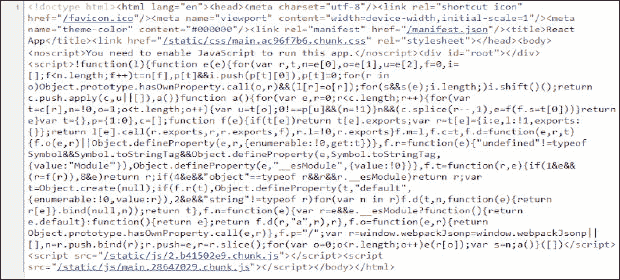 1 <!doctype html><html lang="en"><head><meta charset="utf-8"/><link rel="shortcut icon"
href="/favicon.ico"/><meta name="viewport" content="width=device-width,initial-scale=1"/><meta
name="theme-color" content="#000000"/><link rel="manifest" href="/manifest.json"/><title>React
App</title><link href="/static/css/main.ac96f7b6.chunk.css" rel="stylesheet"></head><body>
<noscript>You need to enable JavaScript to run this app.</noscript><div id="root"></div>
<script>!function(l){function e(e){for(var r,t,n=e[0],o=e[1],u=e[2],f=0,i=
[];f<n.length;f++)t=n[f],p[t]&&i.push(p[t][0]),p[t]=0;for(r in
o)Object.prototype.hasOwnProperty.call(o,r)&&(l[r]=o[r]);for(s&&s(e);i.length;)i.shift()();return
c.push.apply(c,u||[]),a()}function a(){for(var e,r=0;r<c.length;r++){for(var
t=c[r],n=!0,o=1;o<t.length;o++){var u=t[o];0!==p[u]&&(n=!1)}n&&(c.splice(r--,1),e=f(f.s=t[0]))}return
e}var t={},p={1:0},c=[];function f(e){if(t[e])return t[e].exports;var r=t[e]={i:e,l:!1,exports:
{}};return l[e].call(r.exports,r,r.exports,f),r.l=!0,r.exports}f.m=l,f.c=t,f.d=function(e,r,t)
{f.o(e,r)||Object.defineProperty(e,r,{enumerable:!0,get:t})},f.r=function(e){"undefined"!=typeof
Symbol&&Symbol.toStringTag&&Object.defineProperty(e,Symbol.toStringTag,
{value:"Module"}),Object.defineProperty(e,"__esModule",{value:!0})},f.t=function(r,e){if(1&e&&
(r=f(r)),8&e)return r;if(4&e&&"object"==typeof r&&r&&r.__esModule)return r;var
t=Object.create(null);if(f.r(t),Object.defineProperty(t,"default",
{enumerable:!0,value:r}),2&e&&"string"!=typeof r)for(var n in r)f.d(t,n,function(e){return
r[e]}.bind(null,n));return t},f.n=function(e){var r=e&&e.__esModule?function(){return
e.default}:function(){return e};return f.d(r,"a",r),r},f.o=function(e,r){return
Object.prototype.hasOwnProperty.call(e,r)},f.p="/";var r=window.webpackJsonp=window.webpackJsonp||
[],n=r.push.bind(r);r.push=e,r=r.slice();for(var o=0;o<r.length;o++)e(r[o]);var s=n;a()}([])</script>
<script src="/static/js/2.b41502e9.chunk.js"></script><script
src="/static/js/main.28647029.chunk.js"></script></body></html>